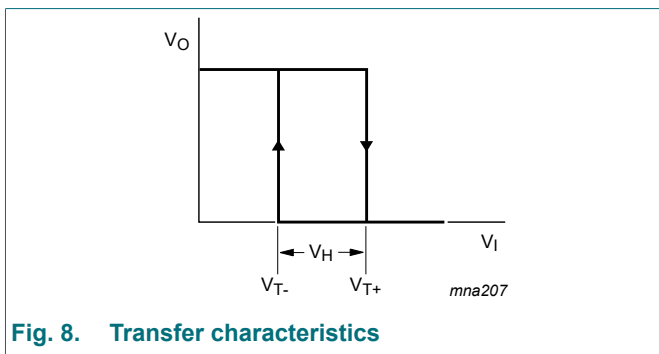 VO
VH
VI
VT-
VT+
mna207
Fig. 8. Transfer characteristics